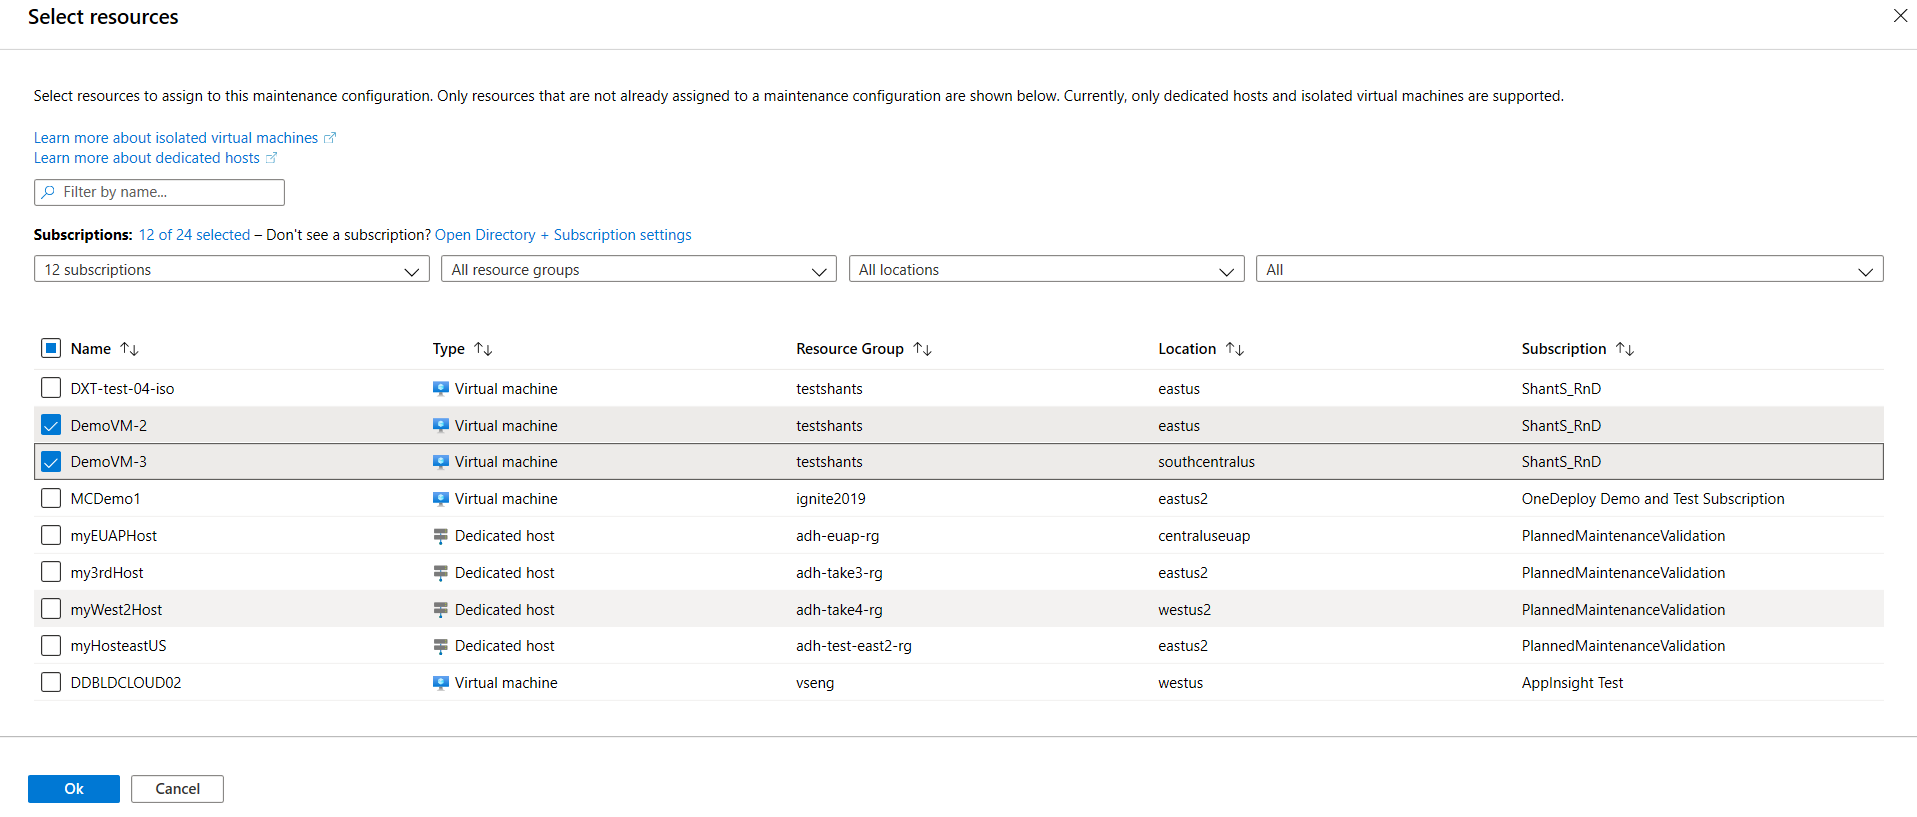 Select resources
Select resources to assign to this maintenance configuration. Only resources that are not already assigned to a maintenance configuration are shown below. Currently, only dedicated hosts and isolated virtual machines are supported.
Learn more about isolated virtual machines
Learn more about dedicated hosts
Filter by name...
Subscriptions: 12 of 24 selected – Don't see a subscription? Open Directory + Subscription settings
12 subscriptions All resource groups All locations All
Name Type Resource Group Location Subscription
DXT-test-04-iso Virtual machine testshants eastus ShantS_RnD
DemoVM-2 Virtual machine testshants eastus ShantS_RnD
DemoVM-3 Virtual machine testshants southcentralus ShantS_RnD
MCDemo1 Virtual machine ignite2019 eastus2 OneDeploy Demo and Test Subscription
myEUAPHost Dedicated host adh-euap-rg centraluseuap PlannedMaintenanceValidation
my3rdHost Dedicated host adh-take3-rg eastus2 PlannedMaintenanceValidation
myWest2Host Dedicated host adh-take4-rg westus2 PlannedMaintenanceValidation
myHosteastUS Dedicated host adh-test-east2-rg eastus2 PlannedMaintenanceValidation
DDBLDCLOUD02 Virtual machine vseng westus AppInsight Test
Ok Cancel